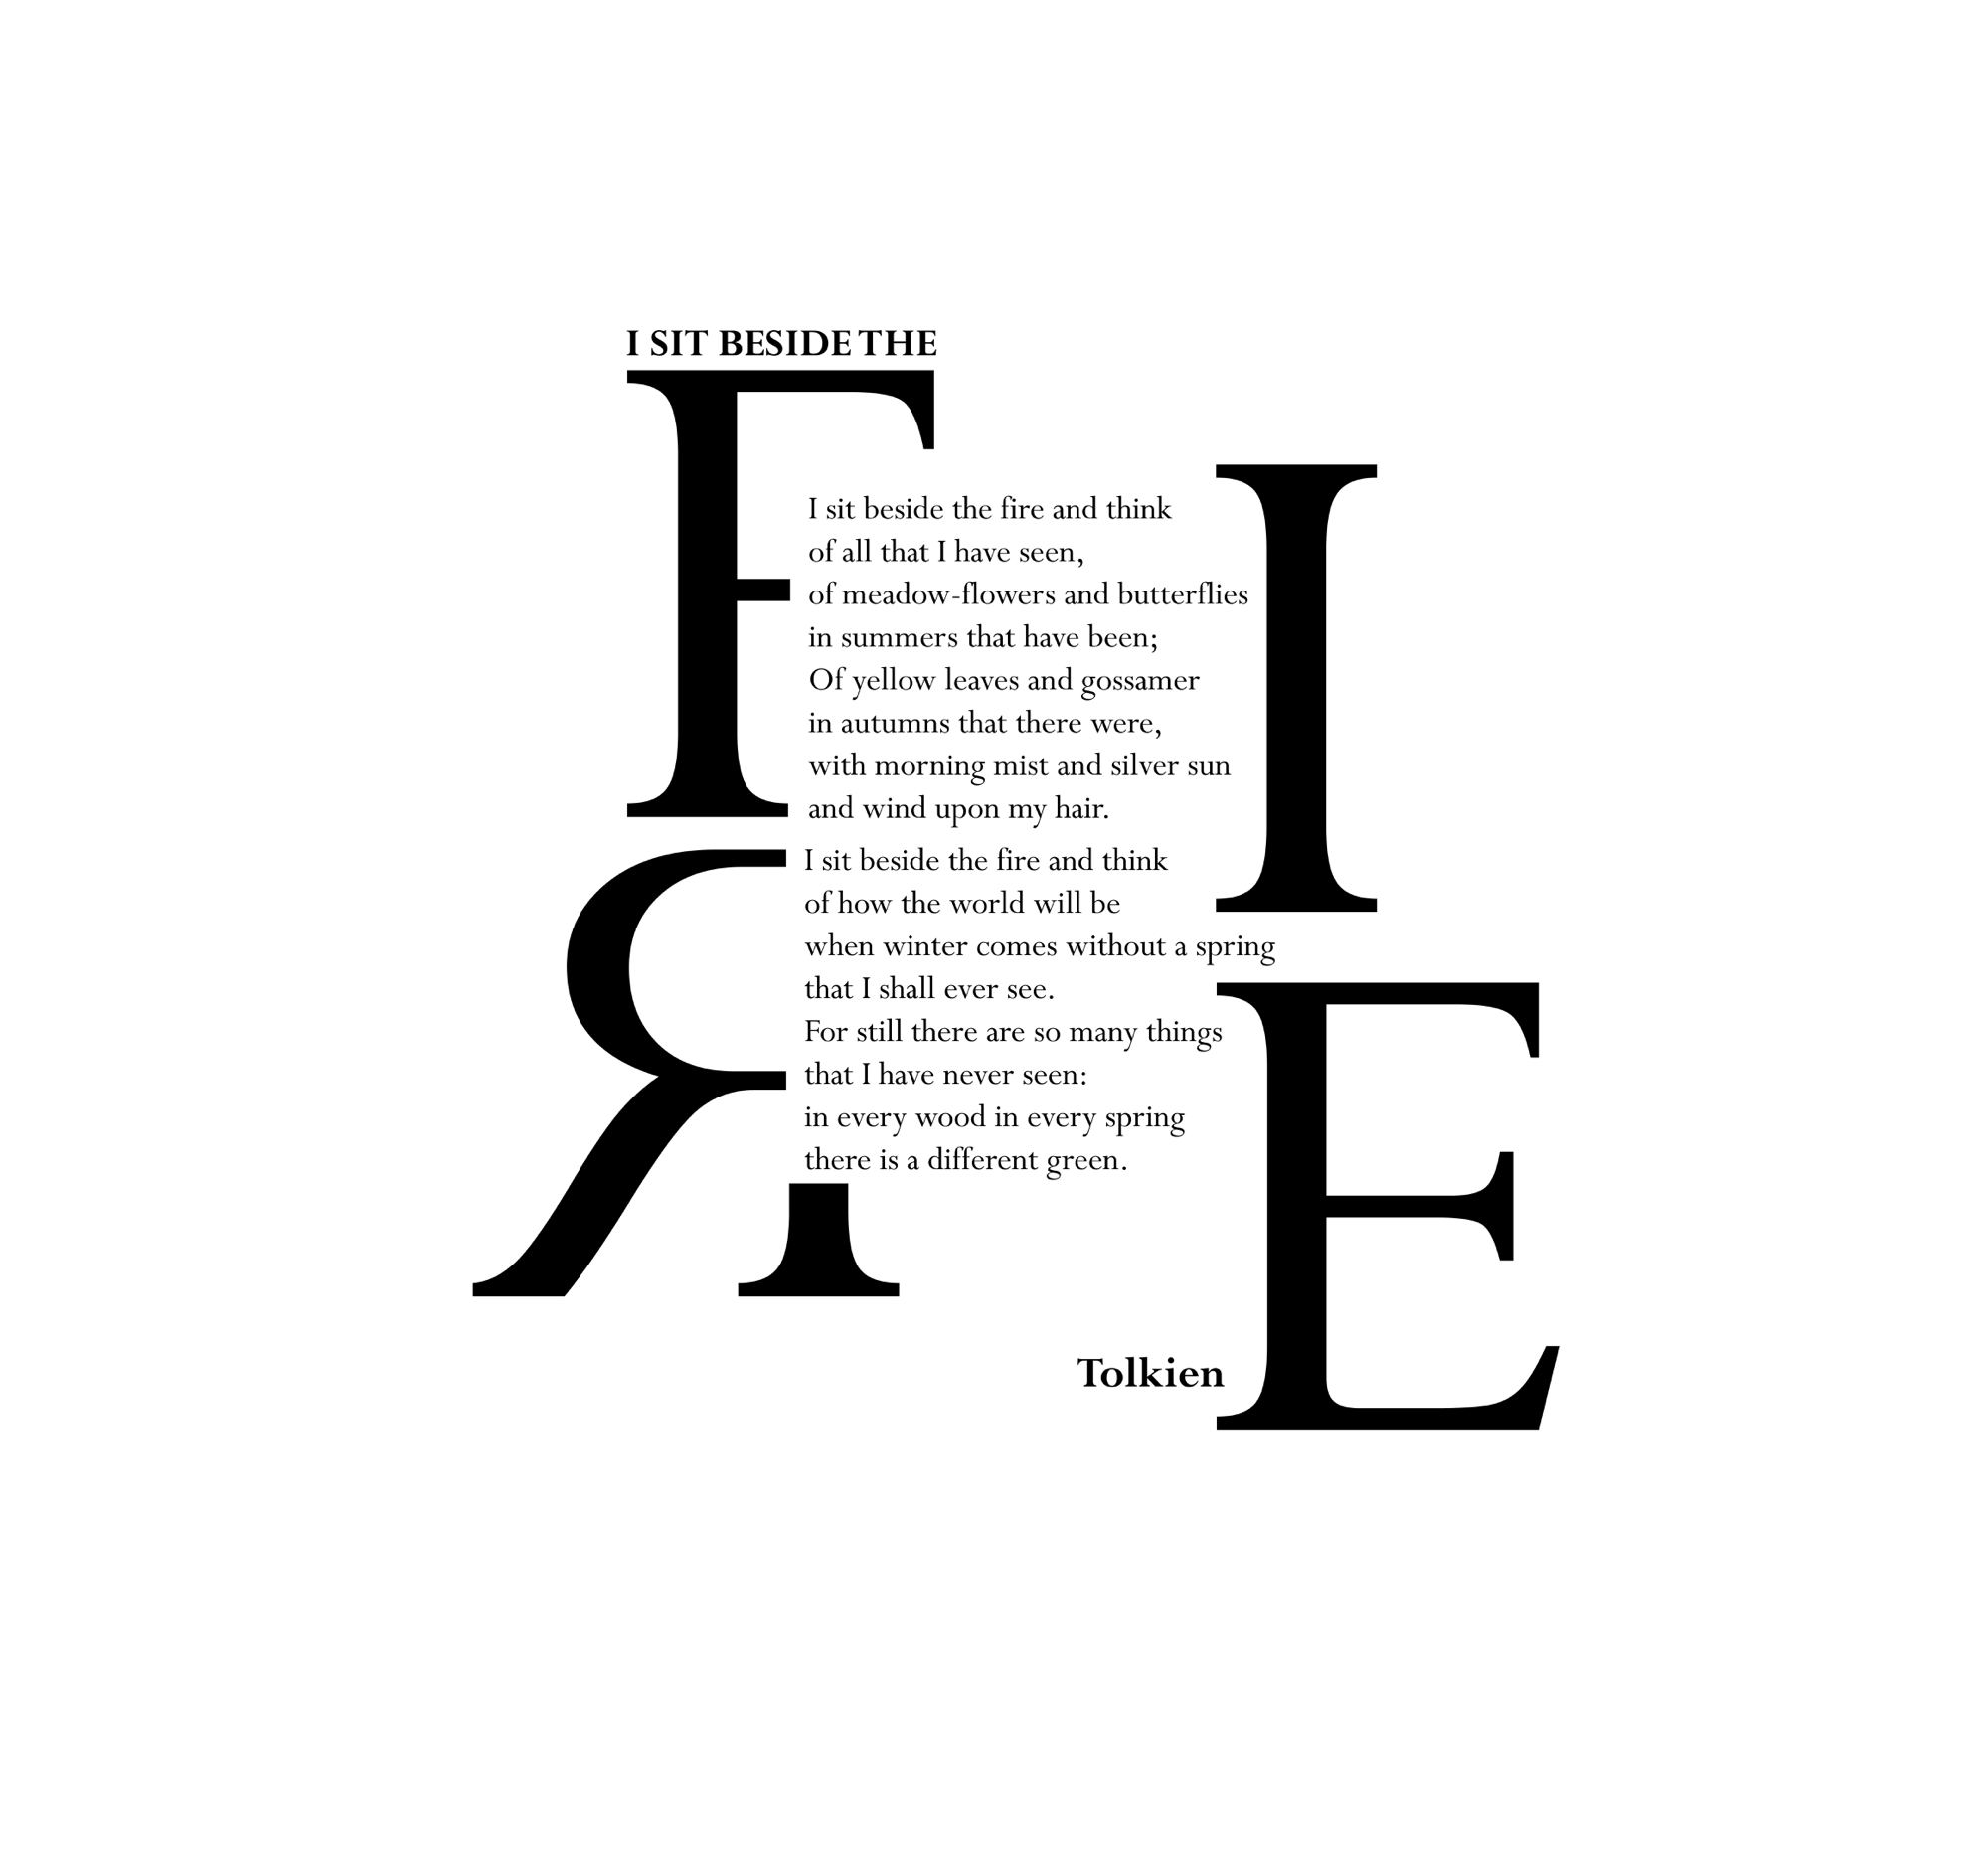 I SIT BESIDE THE
F I
I sit beside the fire and think
of all that I have seen,
of meadow-flowers and butterflies
in summers that have been;
Of yellow leaves and gossamer
in autumns that there were,
with morning mist and silver sun
and wind upon my hair.
R E
I sit beside the fire and think
of how the world will be
when winter comes without a spring
that I shall ever see.
For still there are so many things
that I have never seen:
in every wood in every spring
there is a different green.
Tolkien